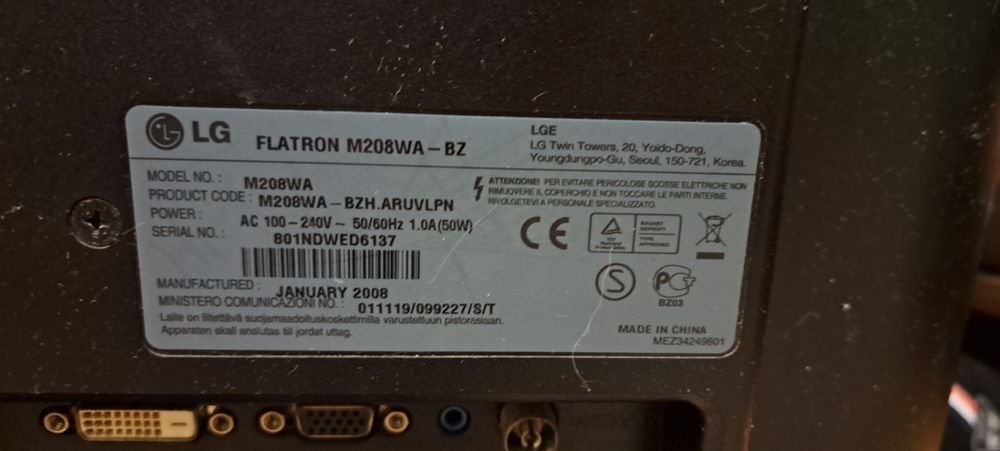 LG FLATRON M208WA-BZ
LGE
LG Twin Towers, 20, Yoido-Dong,
Youngdungpo-Gu, Seoul, 150-721, Korea.
MODEL NO. : M208WA
PRODUCT CODE : M208WA-BZH.ARUVLPN
POWER : AC 100-240V~ 50/60Hz 1.0A(50W)
SERIAL NO. : 801NDWED6137
ATTENZIONE! PER EVITARE PERICOLOSE SCOSSE ELETTRICHE NON
RIMUOVERE IL COPERCHIO E NON TOCCARE LE PARTI INTERNE.
RIVOLGETEVI A PERSONALE SPECIALIZZATO.
CE
TYPE
APPROVED
S
PG
BZ03
MANUFACTURED : JANUARY 2008
MINISTERO COMUNICAZIONI NO. : 011119/099227/S/T
Laite on liitettävä suojamaadoituskoskettimilla varustettuun pistorasiaan.
Apparaten skall anslutas till jordat uttag.
MADE IN CHINA
MEZ34249601